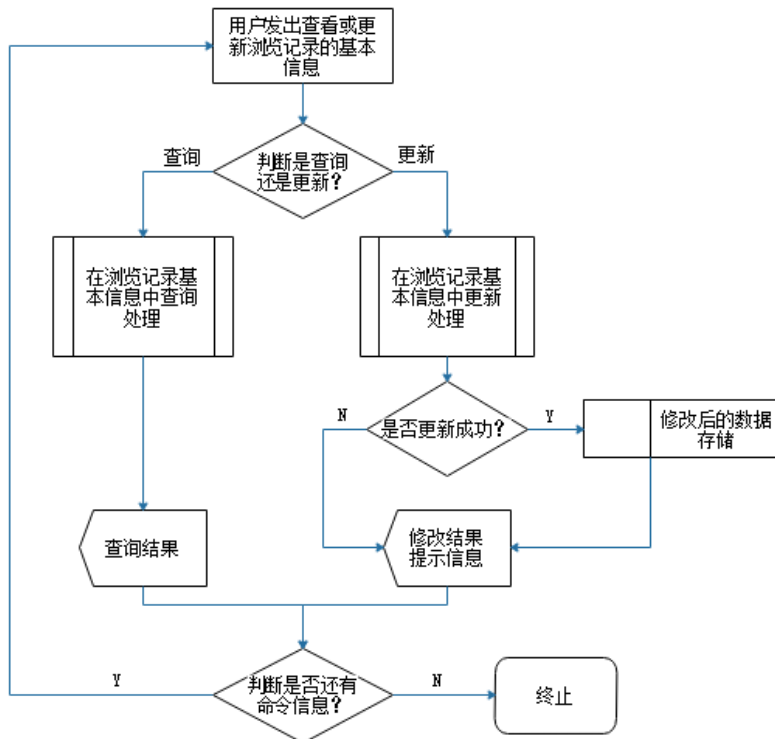 用户发出查看或更
新浏览记录的基本
信息
判断是查询
还是更新？
查询
更新
在浏览记录基
本信息中查询
处理
在浏览记录基
本信息中更新
处理
是否更新成功？
N
Y
修改后的数据
存储
查询结果
修改结果
提示信息
判断是否还有
命令信息？
Y
N
终止